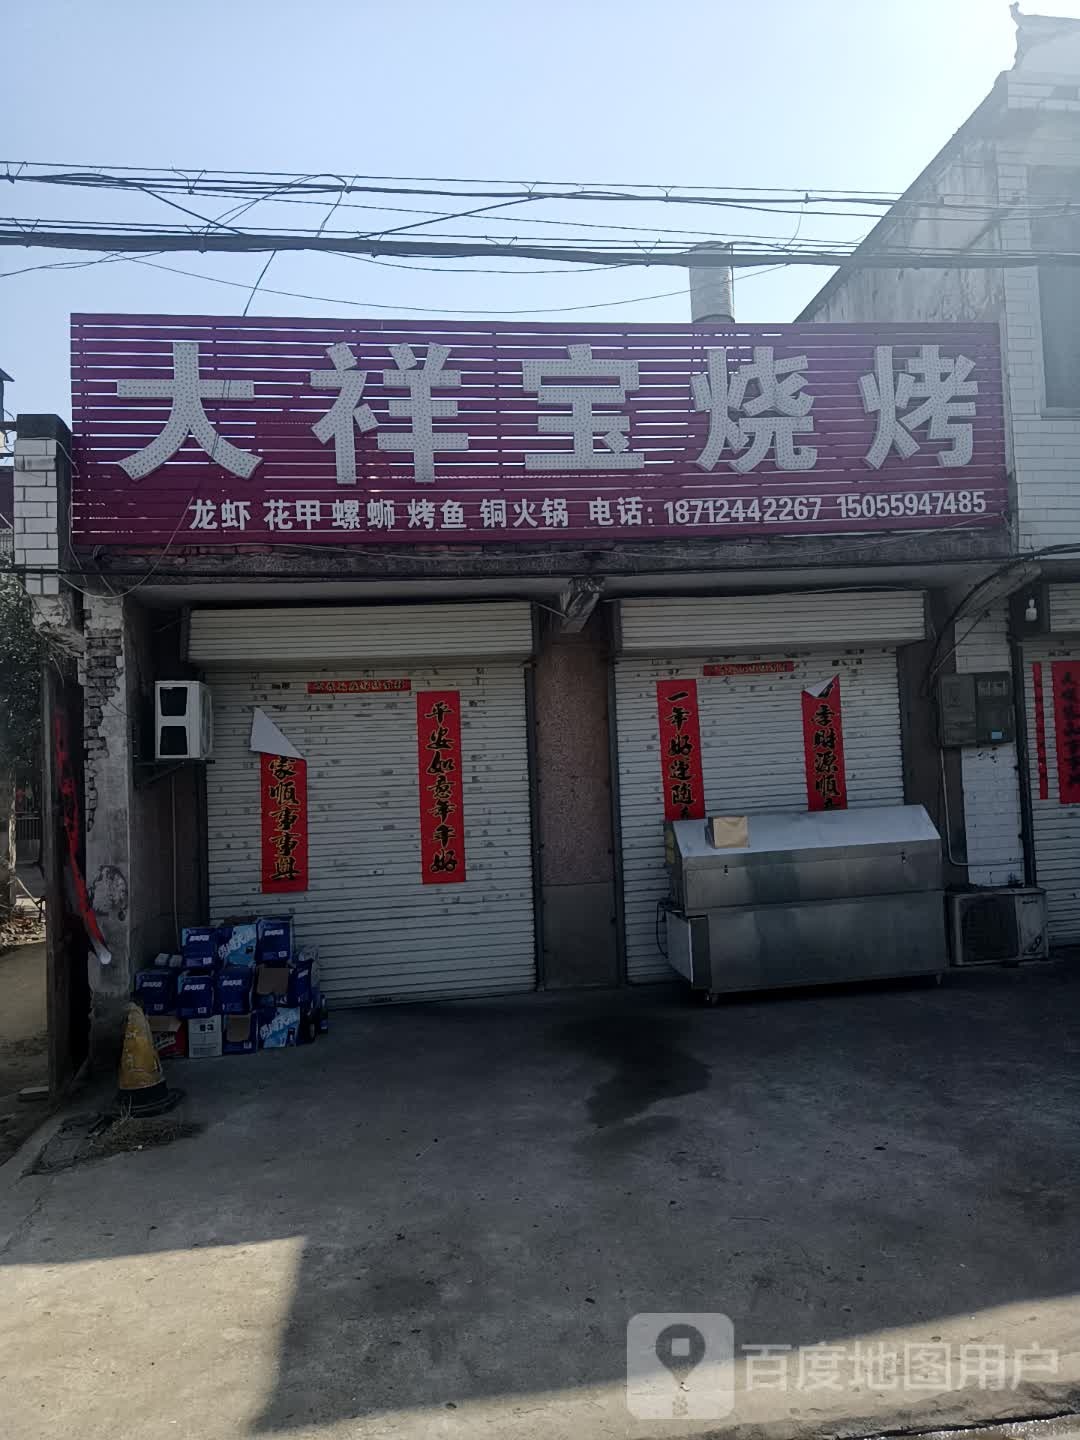 大祥宝烧烤
龙虾 花甲 螺蛳 烤鱼 铜火锅 电话: 18712442267 15055947485
家顺事事兴
平安如意年年好
一年好运随
季财源顺
百度地图用户